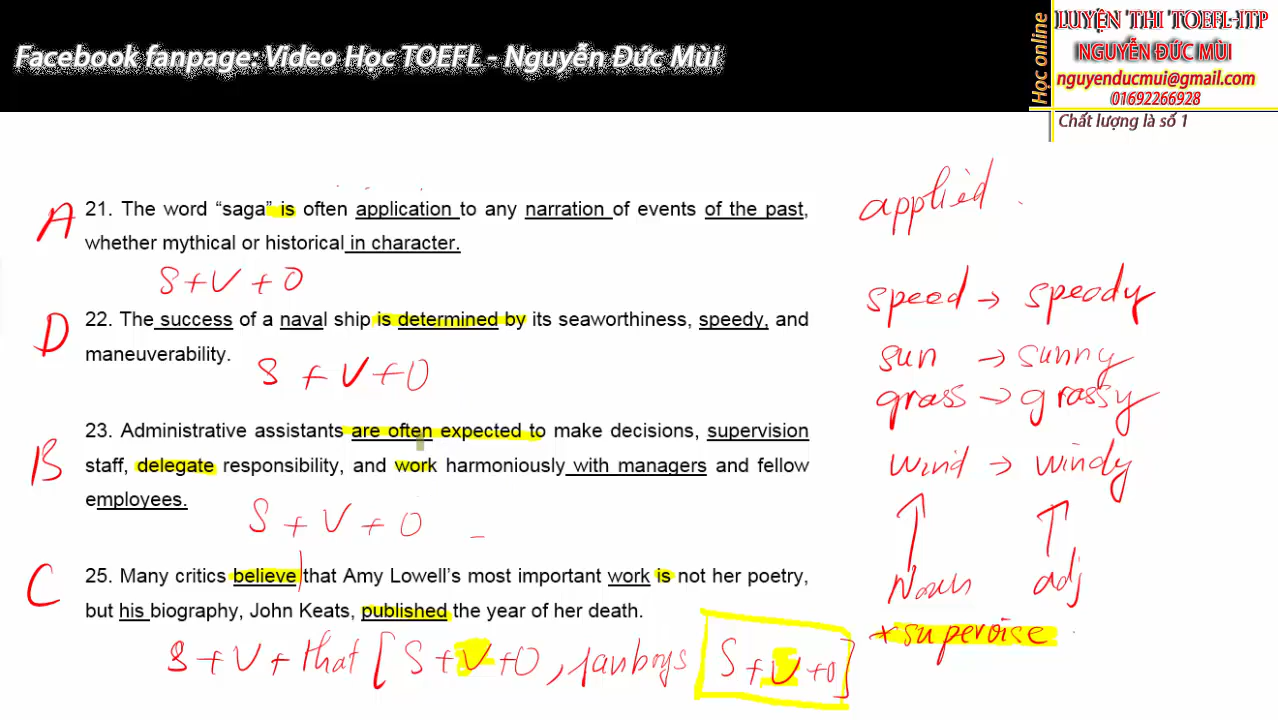 Facebook fanpage: Video Học TOEFL - Nguyễn Đức Mùi
Học online
LUYỆN THI TOEFL-ITP
NGUYỄN ĐỨC MÙI
nguyenducmui@gmail.com
01692266928
Chất lượng là số 1
A
21. The word “saga” is often application to any narration of events of the past,
whether mythical or historical in character.
S + V + O
D
22. The success of a naval ship is determined by its seaworthiness, speedy, and
maneuverability.
S + V + O
B
23. Administrative assistants are often expected to make decisions, supervision
staff, delegate responsibility, and work harmoniously with managers and fellow
employees.
S + V + O
C
25. Many critics believe that Amy Lowell’s most important work is not her poetry,
but his biography, John Keats, published the year of her death.
S + V + that [ S + V + O , fanboys S + V + O ]
applied
speed → speedy
sun → sunny
grass → grassy
wind → windy
Noun adj
* supervise